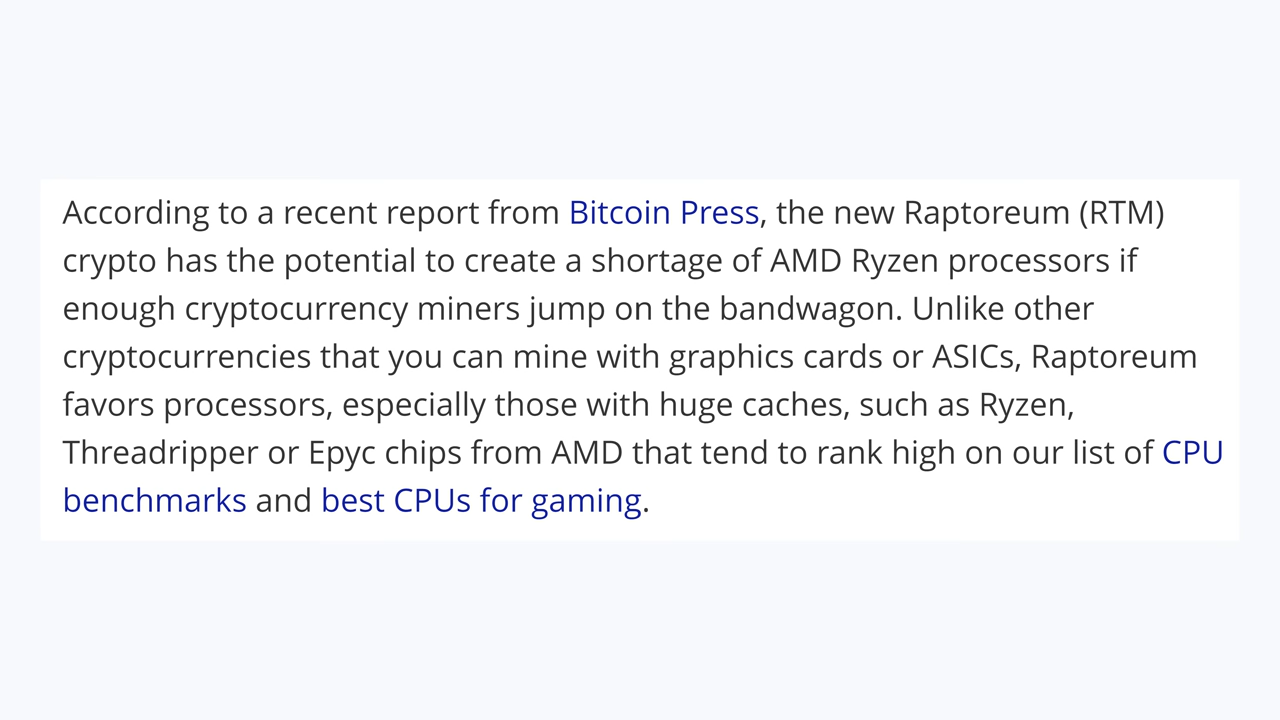 According to a recent report from Bitcoin Press, the new Raptoreum (RTM)
crypto has the potential to create a shortage of AMD Ryzen processors if
enough cryptocurrency miners jump on the bandwagon. Unlike other
cryptocurrencies that you can mine with graphics cards or ASICs, Raptoreum
favors processors, especially those with huge caches, such as Ryzen,
Threadripper or Epyc chips from AMD that tend to rank high on our list of CPU
benchmarks and best CPUs for gaming.